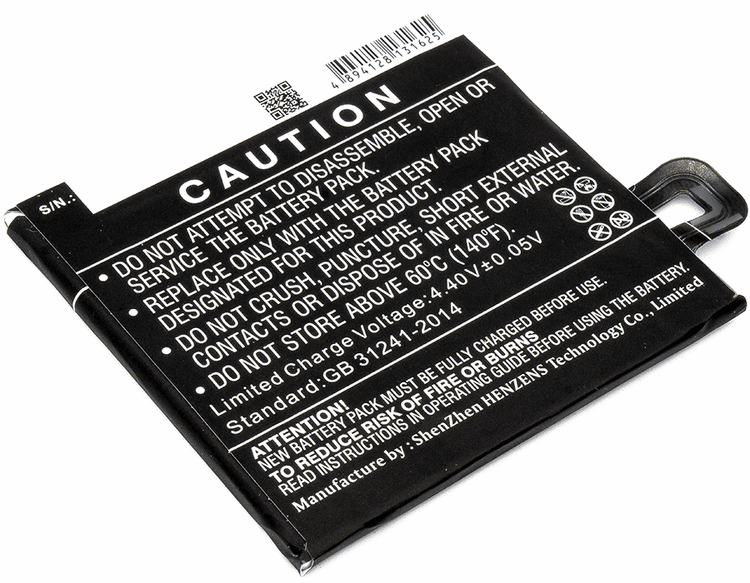 4 894128 131625
CAUTION
S/N.:
• DO NOT ATTEMPT TO DISASSEMBLE, OPEN OR
SERVICE THE BATTERY PACK.
• REPLACE ONLY WITH THE BATTERY PACK
DESIGNATED FOR THIS PRODUCT.
• DO NOT CRUSH, PUNCTURE, SHORT EXTERNAL
CONTACTS OR DISPOSE OF IN FIRE OR WATER.
• DO NOT STORE ABOVE 60°C (140°F).
Limited Charge Voltage:4.40V±0.05V
Standard:GB 31241-2014
ATTENTION!
NEW BATTERY PACK MUST BE FULLY CHARGED BEFORE USE.
TO REDUCE RISK OF FIRE OR BURNS
READ INSTRUCTIONS BEFORE USING THE BATTERY.
Manufacture by : ShenZhen HENZENS Technology Co., Limited